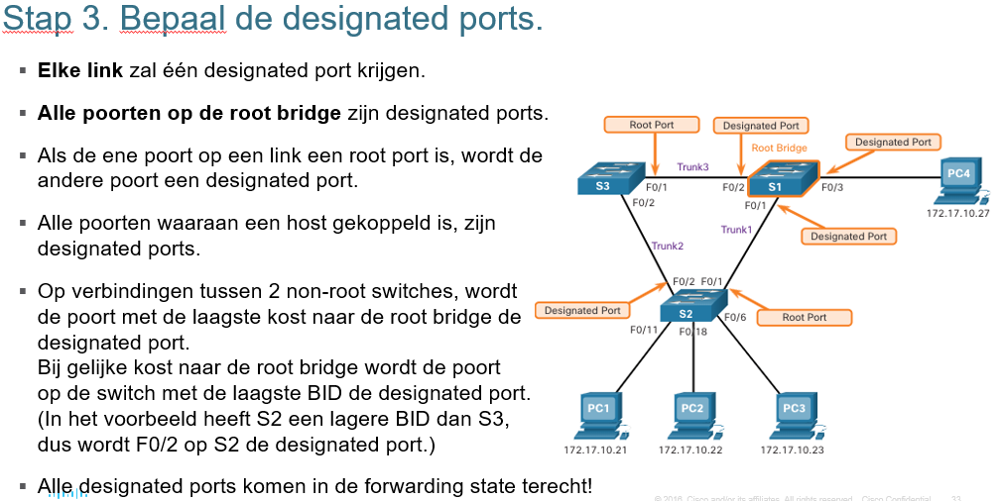 Stap 3. Bepaal de designated ports.
Elke link zal één designated port krijgen.
Alle poorten op de root bridge zijn designated ports.
Als de ene poort op een link een root port is, wordt de
andere poort een designated port.
Alle poorten waaraan een host gekoppeld is, zijn
designated ports.
Op verbindingen tussen 2 non-root switches, wordt
de poort met de laagste kost naar de root bridge de
designated port.
Bij gelijke kost naar de root bridge wordt de poort
op de switch met de laagste BID de designated port.
(In het voorbeeld heeft S2 een lagere BID dan S3,
dus wordt F0/2 op S2 de designated port.)
Alle designated ports komen in de forwarding state terecht!
Root Port
Designated Port
Root Bridge
Designated Port
Trunk3
S3
F0/1
F0/2
S1
F0/3
PC4
F0/2
F0/1
172.17.10.27
Trunk1
Designated Port
Trunk2
F0/2
F0/1
Designated Port
S2
F0/6
Root Port
F0/11
F0/18
PC1
PC2
PC3
172.17.10.21
172.17.10.22
172.17.10.23
© 2016 Cisco and/or its affiliates. All rights reserved. Cisco Confidential
23